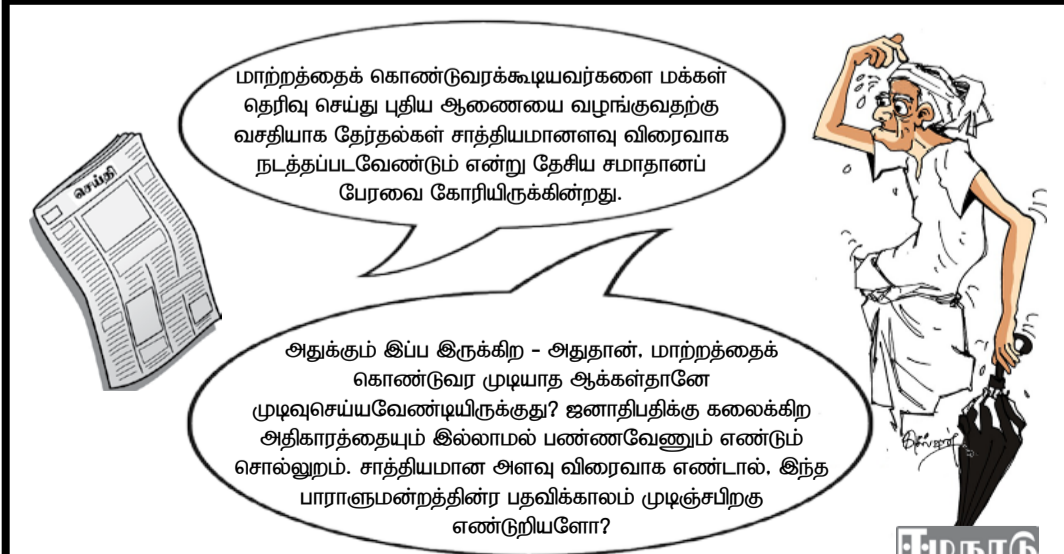 மாற்றத்தைக் கொண்டுவரக்கூடியவர்களை மக்கள்
தெரிவு செய்து புதிய ஆணையை வழங்குவதற்கு
வசதியாக தேர்தல்கள் சாத்தியமானளவு விரைவாக
நடத்தப்படவேண்டும் என்று தேசிய சமாதானப்
பேரவை கோரியிருக்கின்றது.
செய்தி
அதுக்கும் இப்ப இருக்கிற - அதுதான், மாற்றத்தைக்
கொண்டுவர முடியாத ஆக்கள்தானே
முடிவுசெய்யவேண்டியிருக்குது? ஜனாதிபதிக்கு கலைக்கிற
அதிகாரத்தையும் இல்லாமல் பண்ணவேணும் எண்டும்
சொல்லுறம். சாத்தியமான அளவு விரைவாக எண்டால், இந்த
பாராளுமன்றத்தின்ர பதவிக்காலம் முடிஞ்சபிறகு
எண்டுறியளோ?
ஈழநாடு